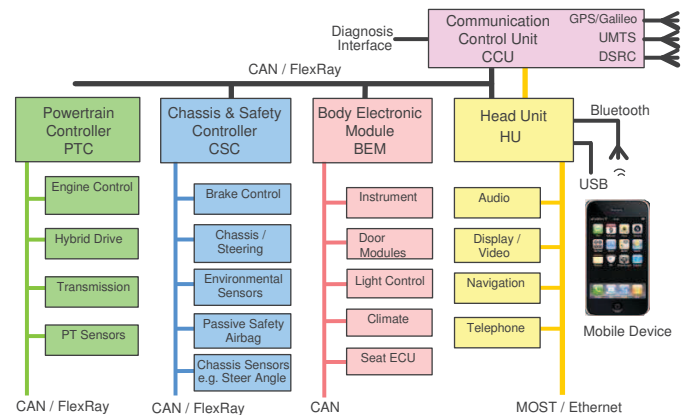 Diagnosis
Interface
Communication
Control Unit
CCU
GPS/Galileo
UMTS
DSRC
CAN / FlexRay
Powertrain
Controller
PTC
Chassis & Safety
Controller
CSC
Body Electronic
Module
BEM
Head Unit
HU
Bluetooth
USB
Engine Control
Hybrid Drive
Transmission
PT Sensors
Brake Control
Chassis /
Steering
Environmental
Sensors
Passive Safety
Airbag
Chassis Sensors
e.g. Steer Angle
Instrument
Door
Modules
Light Control
Climate
Seat ECU
Audio
Display /
Video
Navigation
Telephone
Mobile Device
CAN / FlexRay
CAN / FlexRay
CAN
MOST / Ethernet